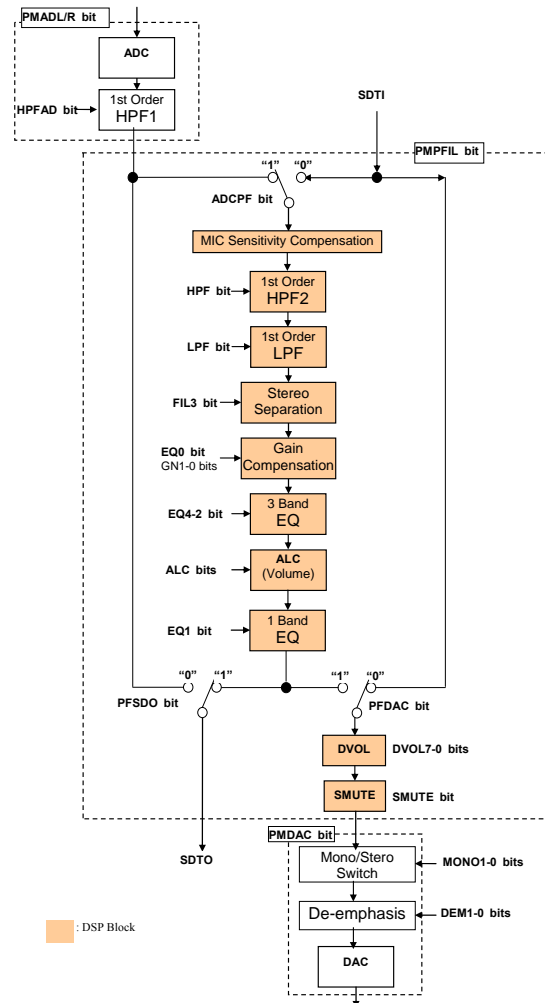 PMADL/R bit
ADC
HPFAD bit
1st Order
HPF1
SDTI
PMPFIL bit
“1” “0”
ADCPF bit
MIC Sensitivity Compensation
HPF bit
1st Order
HPF2
LPF bit
1st Order
LPF
FIL3 bit
Stereo
Separation
EQ0 bit
GN1-0 bits
Gain
Compensation
EQ4-2 bit
3 Band
EQ
ALC bits
ALC
(Volume)
EQ1 bit
1 Band
EQ
“0” “1”
“1” “0”
PFSDO bit
PFDAC bit
DVOL
DVOL7-0 bits
SMUTE
SMUTE bit
SDTO
PMDAC bit
Mono/Stero
Switch
MONO1-0 bits
De-emphasis
DEM1-0 bits
DAC
: DSP Block